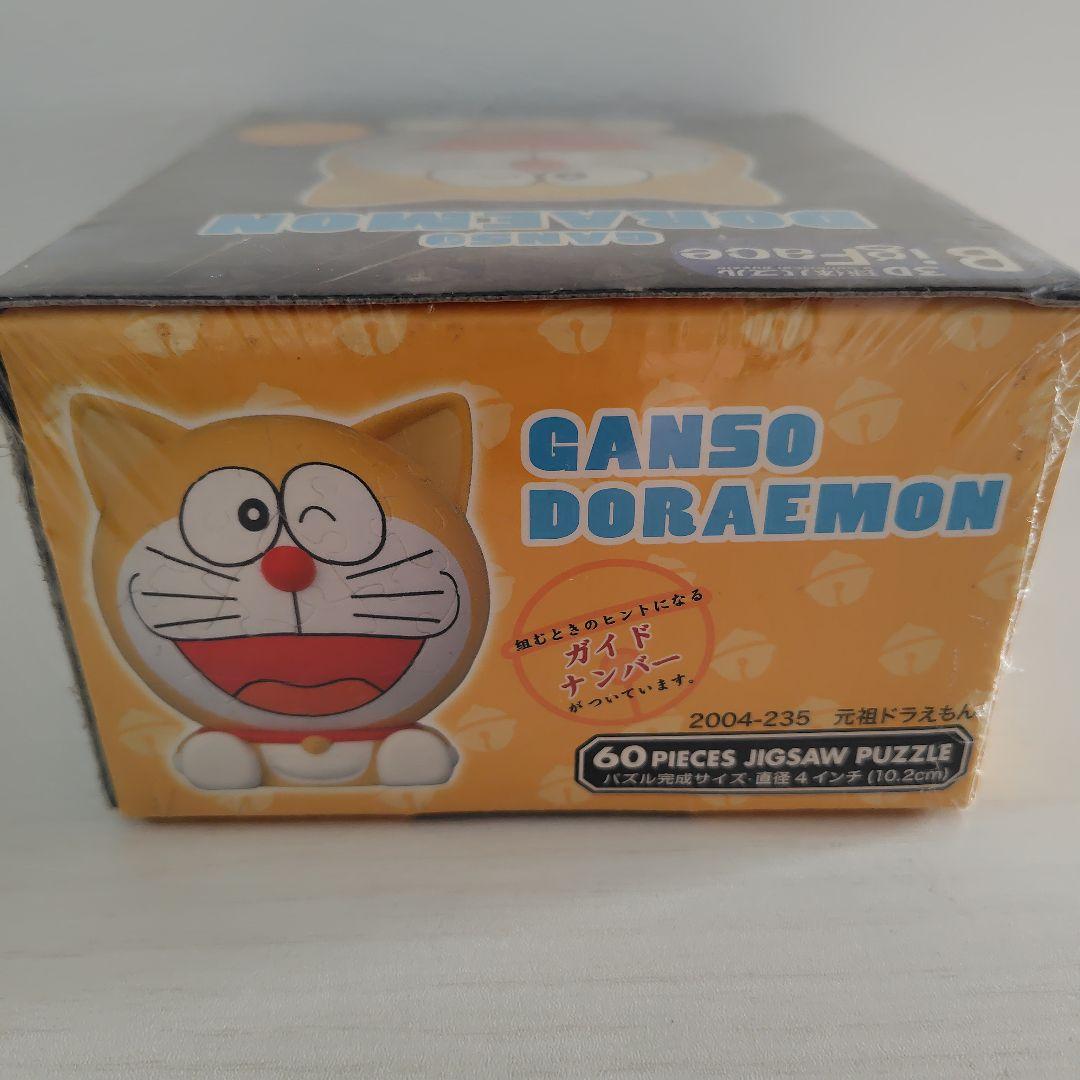 DORAEMON
GANSO
BigFace
3D球体パズル
GANSO
DORAEMON
組むときのヒントになる
ガイド
ナンバー
がついています。
2004-235 元祖ドラえもん
60 PIECES JIGSAW PUZZLE
パズル完成サイズ・直径4インチ(10.2cm)